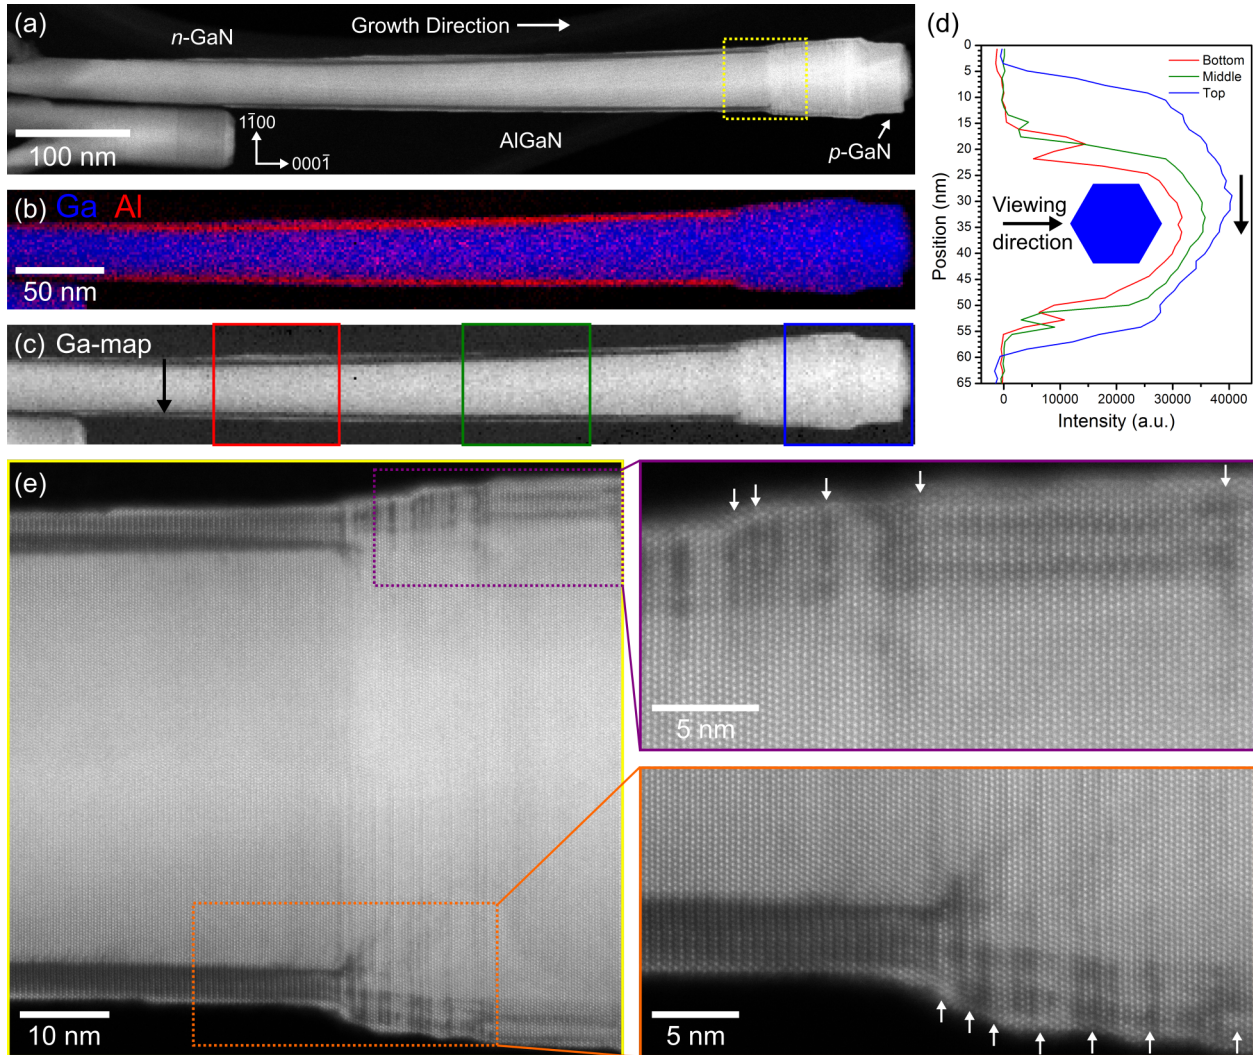 (a)
n-GaN
Growth Direction
AlGaN
p-GaN
11̅00
0001̅
100 nm
(b) Ga Al
50 nm
(c) Ga-map
(d)
0
5
10
15
20
25
30
35
40
45
50
55
60
65
Position (nm)
Bottom
Middle
Top
Viewing
direction
0 10000 20000 30000 40000
Intensity (a.u.)
(e)
10 nm
5 nm
5 nm